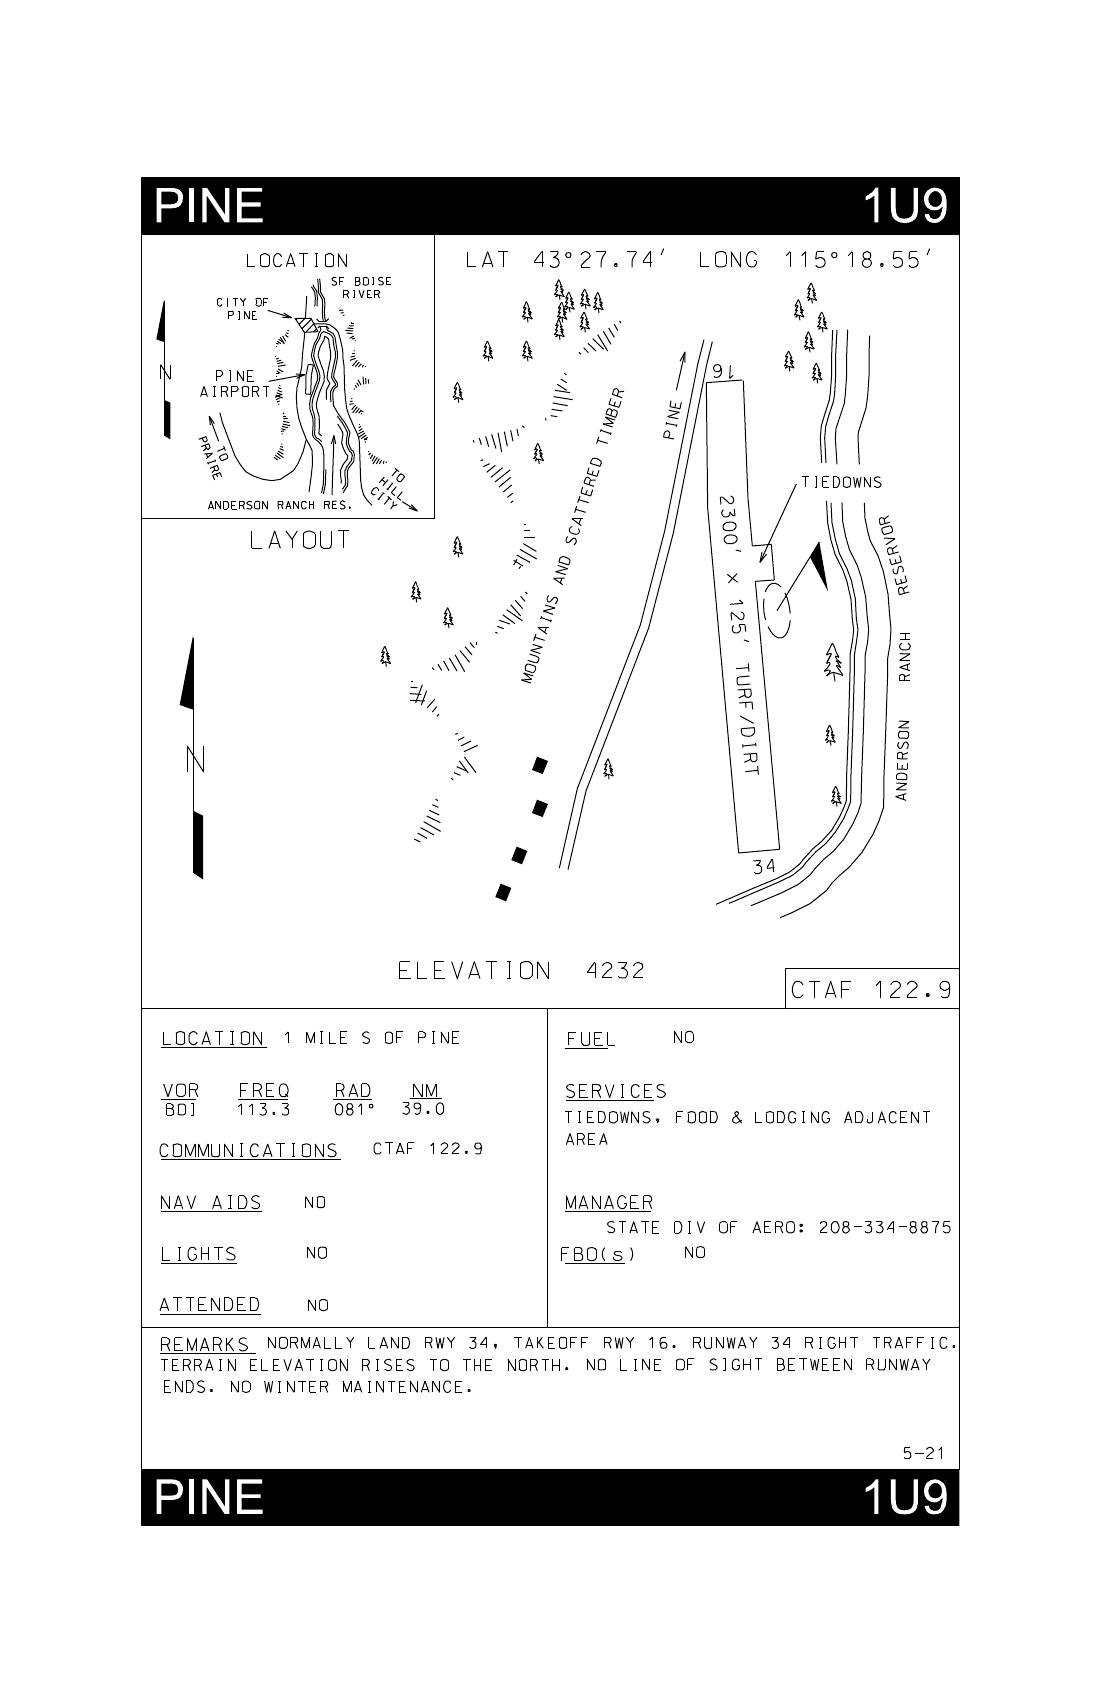 PINE 1U9
LOCATION
SF BOISE
RIVER
CITY OF
PINE
N
PINE
AIRPORT
TO
PRAIRE
TO
HILL
CITY
ANDERSON RANCH RES.
LAT 43°27.74' LONG 115°18.55'
LAYOUT
N
MOUNTAINS AND SCATTERED TIMBER
PINE
16
TIEDOWNS
2300' x 125' TURF/DIRT
34
ANDERSON RANCH RESERVOR
ELEVATION 4232
CTAF 122.9
LOCATION 1 MILE S OF PINE
VOR FREQ RAD NM
BOI 113.3 081° 39.0
COMMUNICATIONS CTAF 122.9
NAV AIDS NO
LIGHTS NO
ATTENDED NO
FUEL NO
SERVICES
TIEDOWNS, FOOD & LODGING ADJACENT
AREA
MANAGER
STATE DIV OF AERO: 208-334-8875
FBO(s) NO
REMARKS NORMALLY LAND RWY 34, TAKEOFF RWY 16. RUNWAY 34 RIGHT TRAFFIC.
TERRAIN ELEVATION RISES TO THE NORTH. NO LINE OF SIGHT BETWEEN RUNWAY
ENDS. NO WINTER MAINTENANCE.
5-21
PINE 1U9